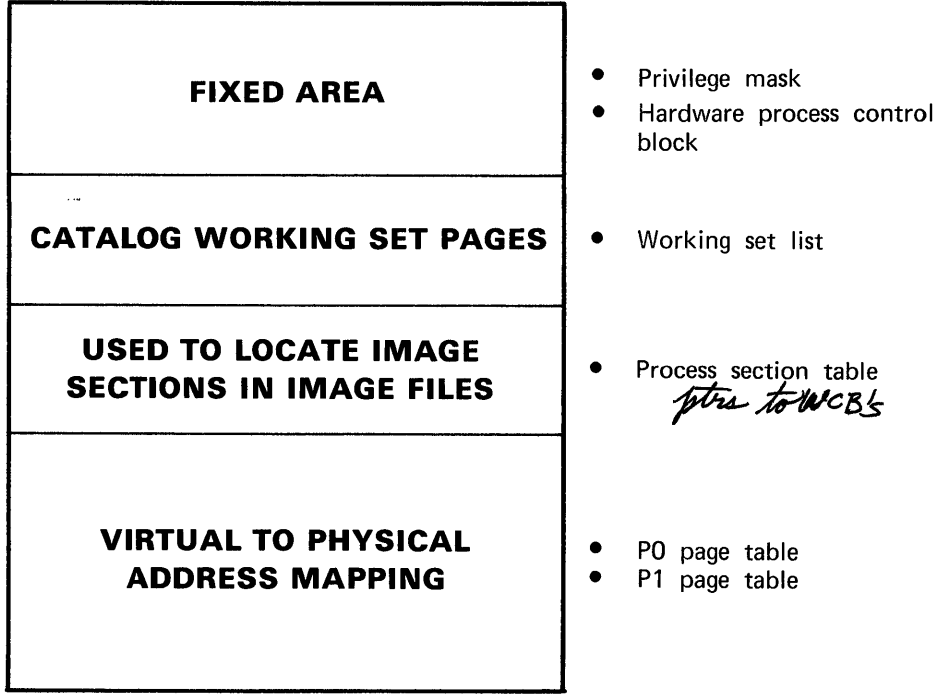 FIXED AREA
• Privilege mask
• Hardware process control
block
CATALOG WORKING SET PAGES
• Working set list
USED TO LOCATE IMAGE
SECTIONS IN IMAGE FILES
• Process section table
ptrs to WCB's
VIRTUAL TO PHYSICAL
ADDRESS MAPPING
• P0 page table
• P1 page table